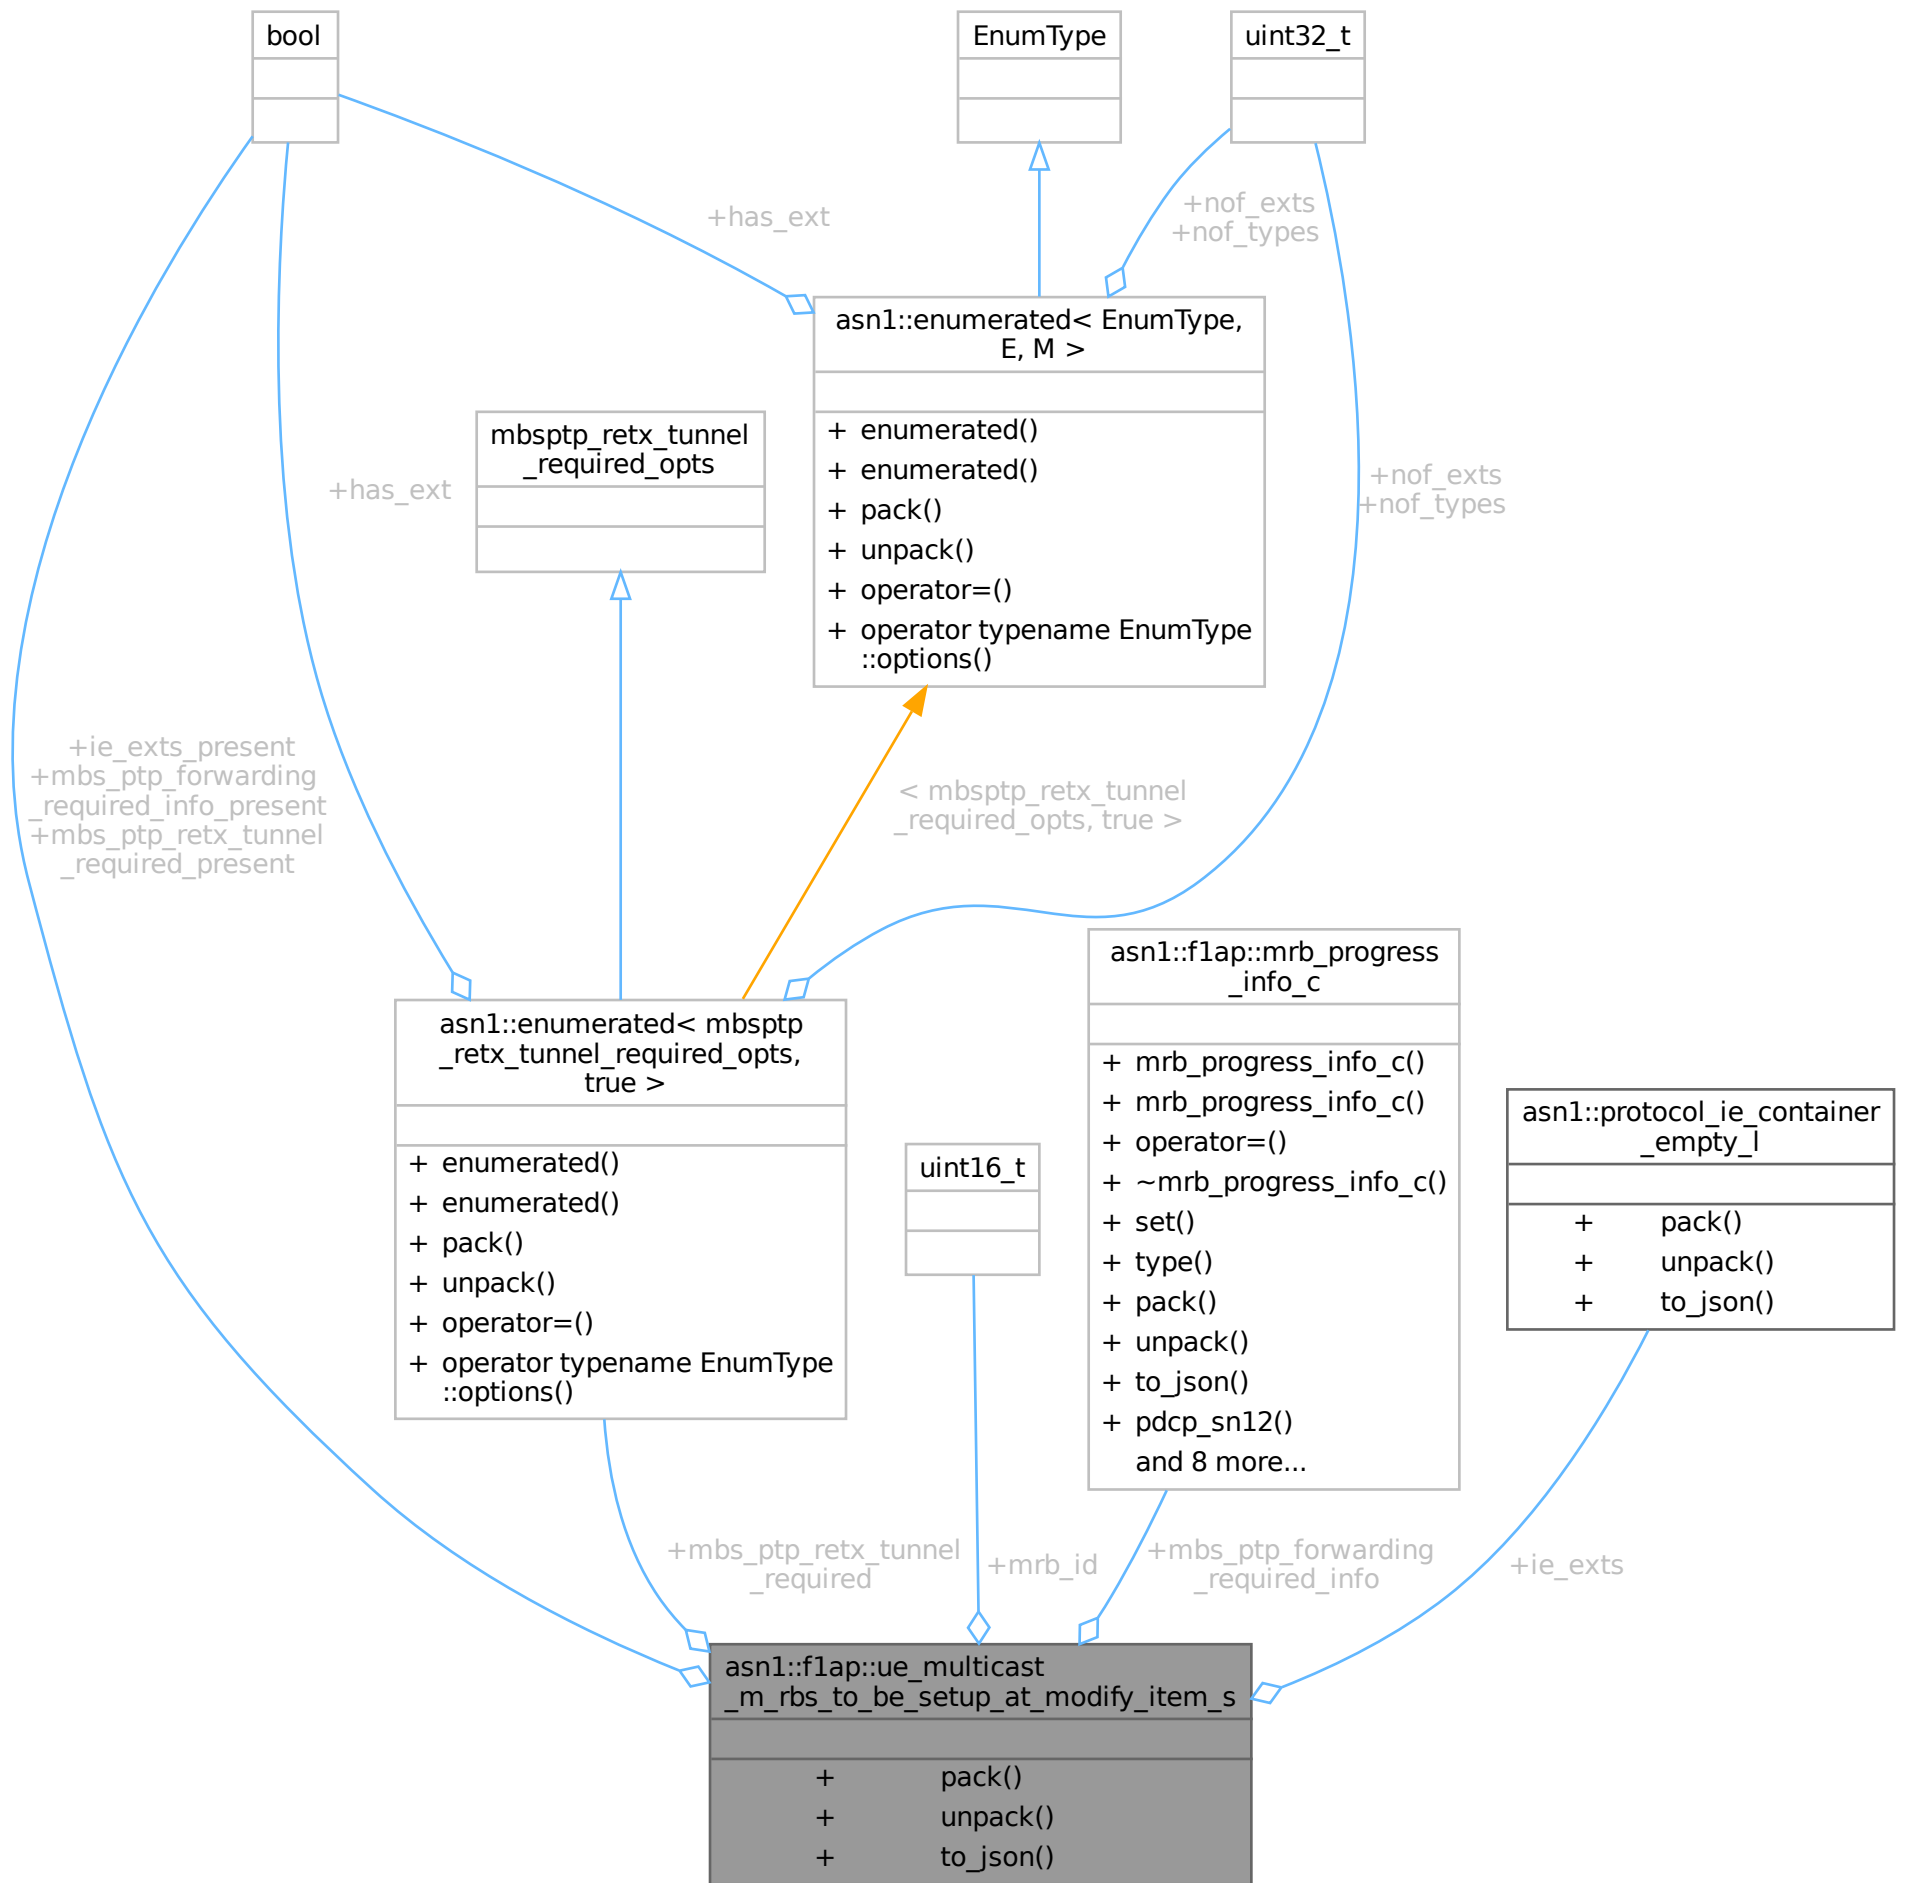 bool
EnumType
uint32_t
+has_ext
+nof_exts
+nof_types
asn1::enumerated< EnumType,
E, M >
+ enumerated()
+ enumerated()
+ pack()
+ unpack()
+ operator=()
+ operator typename EnumType
::options()
mbsptp_retx_tunnel
_required_opts
+has_ext
+nof_exts
+nof_types
+ie_exts_present
+mbs_ptp_forwarding
_required_info_present
+mbs_ptp_retx_tunnel
_required_present
< mbsptp_retx_tunnel
_required_opts, true >
asn1::enumerated< mbsptp
_retx_tunnel_required_opts,
true >
+ enumerated()
+ enumerated()
+ pack()
+ unpack()
+ operator=()
+ operator typename EnumType
::options()
uint16_t
asn1::f1ap::mrb_progress
_info_c
+ mrb_progress_info_c()
+ mrb_progress_info_c()
+ operator=()
+ ~mrb_progress_info_c()
+ set()
+ type()
+ pack()
+ unpack()
+ to_json()
+ pdcp_sn12()
and 8 more...
asn1::protocol_ie_container
_empty_l
+ pack()
+ unpack()
+ to_json()
+mbs_ptp_retx_tunnel
_required
+mrb_id
+mbs_ptp_forwarding
_required_info
+ie_exts
asn1::f1ap::ue_multicast
_m_rbs_to_be_setup_at_modify_item_s
+ pack()
+ unpack()
+ to_json()